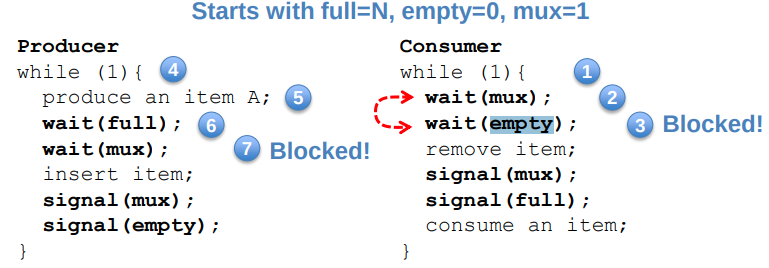 Starts with full=N, empty=0, mux=1
Producer
while (1){ 4
produce an item A; 5
wait(full); 6
wait(mux); 7 Blocked!
insert item;
signal(mux);
signal(empty);
}
Consumer
while (1){ 1
wait(mux); 2
wait(empty); 3 Blocked!
remove item;
signal(mux);
signal(full);
consume an item;
}